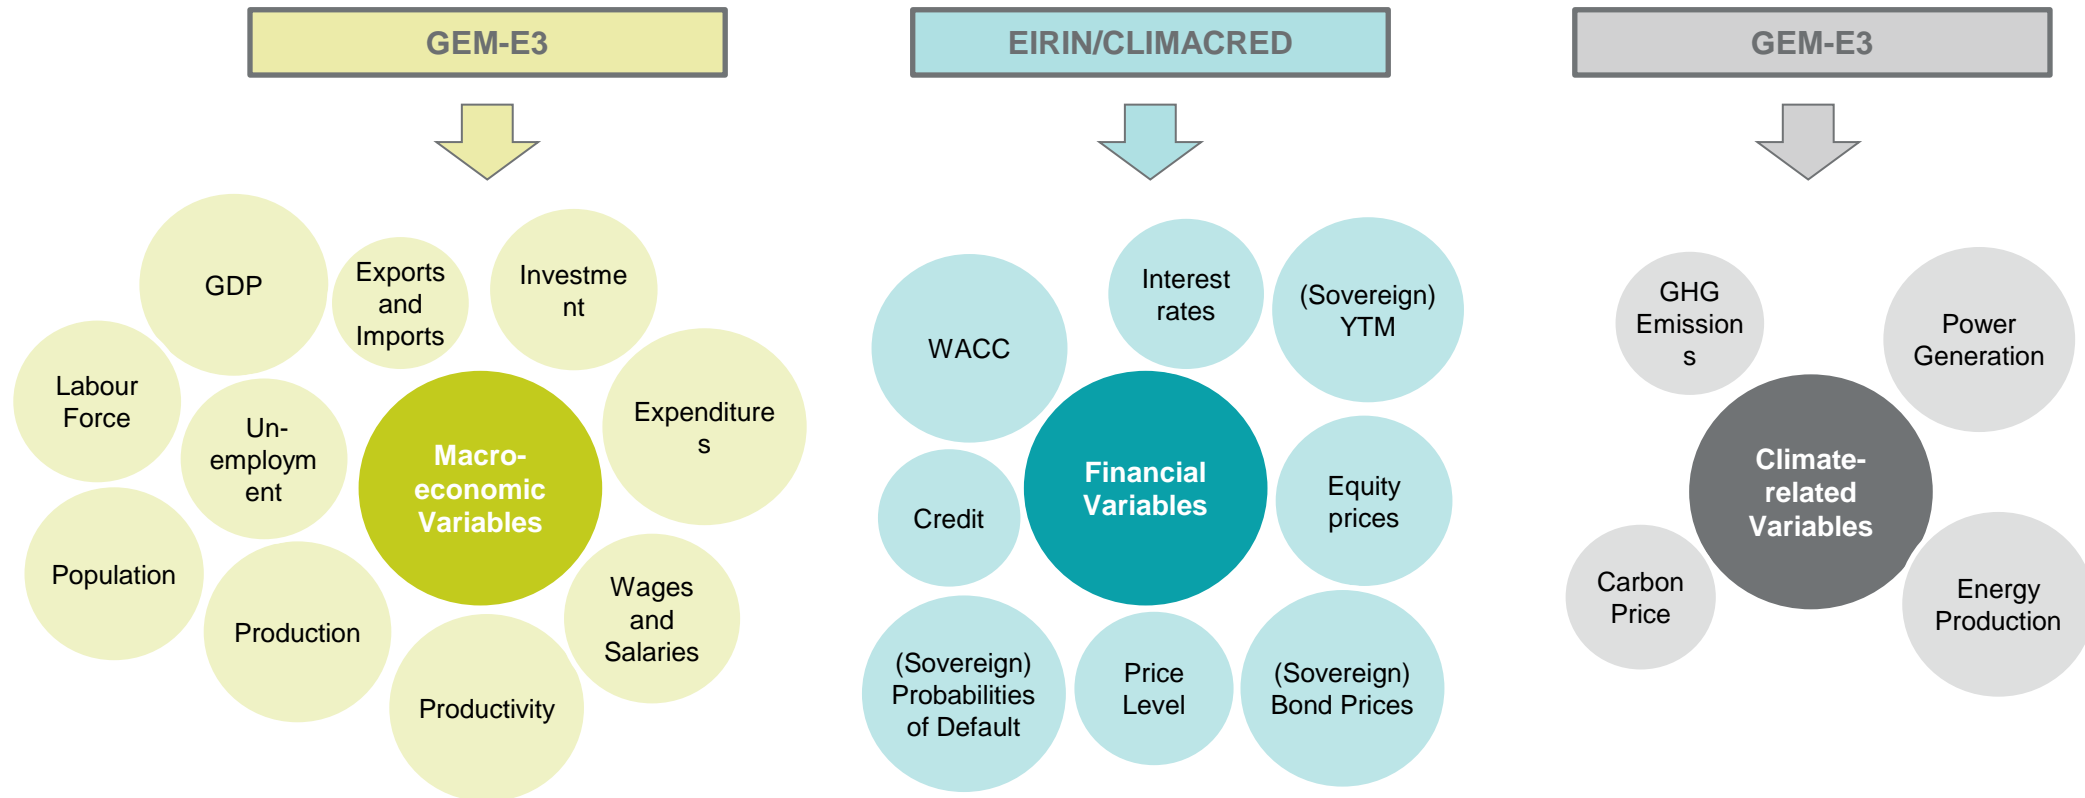 GEM-E3
EIRIN/CLIMACRED
GEM-E3
GDP
Exports
and
Imports
Investme
nt
Labour
Force
Un-
employm
ent
Expenditure
s
Macro-
economic
Variables
Population
Production
Productivity
Wages
and
Salaries
WACC
Interest
rates
(Sovereign)
YTM
Credit
Financial
Variables
Equity
prices
(Sovereign)
Probabilities
of Default
Price
Level
(Sovereign)
Bond Prices
GHG
Emission
s
Power
Generation
Climate-
related
Variables
Carbon
Price
Energy
Production